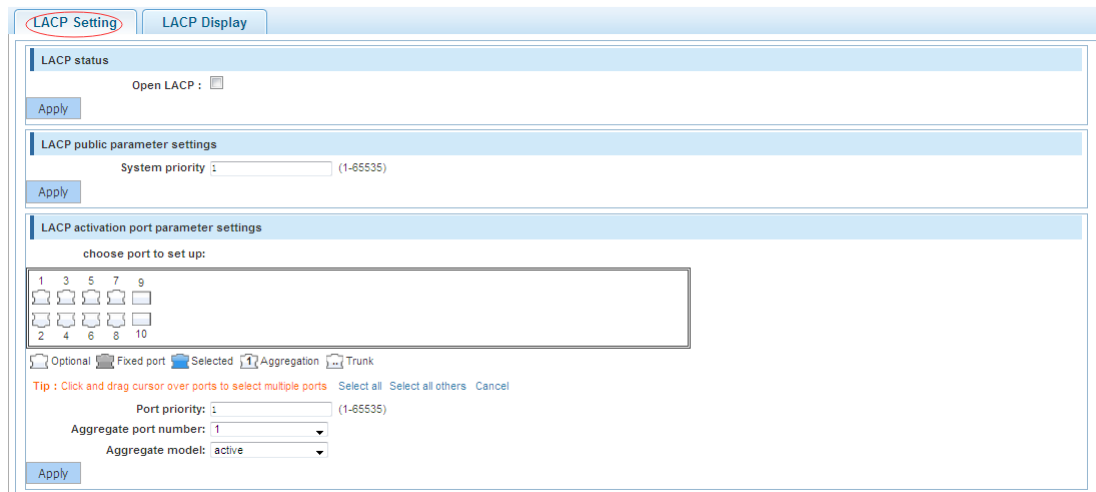 LACP Setting LACP Display
LACP status
Open LACP :
Apply
LACP public parameter settings
System priority 1 (1-65535)
Apply
LACP activation port parameter settings
choose port to set up:
1 3 5 7 9
2 4 6 8 10
Optional Fixed port Selected 1 Aggregation ... Trunk
Tip : Click and drag cursor over ports to select multiple ports Select all Select all others Cancel
Port priority: 1 (1-65535)
Aggregate port number: 1
Aggregate model: active
Apply